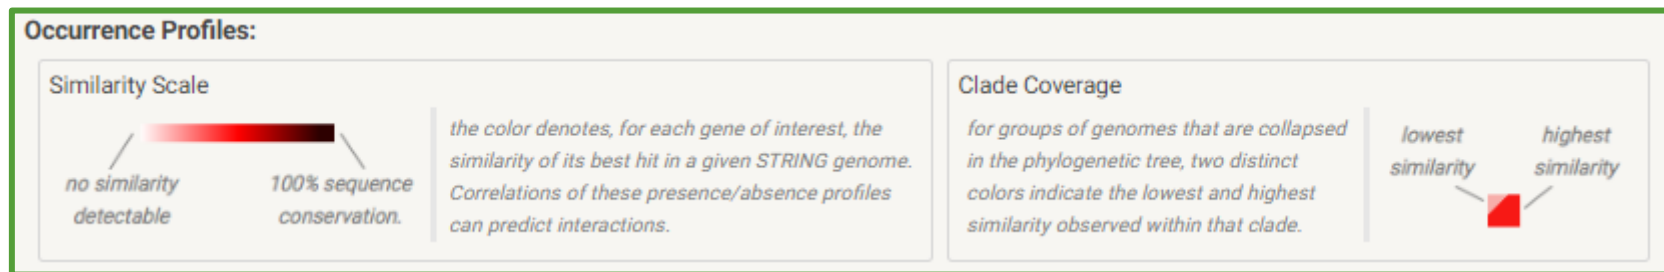 Occurrence Profiles:
Similarity Scale
no similarity
detectable
100% sequence
conservation.
the color denotes, for each gene of interest, the
similarity of its best hit in a given STRING genome.
Correlations of these presence/absence profiles
can predict interactions.
Clade Coverage
for groups of genomes that are collapsed
in the phylogenetic tree, two distinct
colors indicate the lowest and highest
similarity observed within that clade.
lowest
similarity
highest
similarity